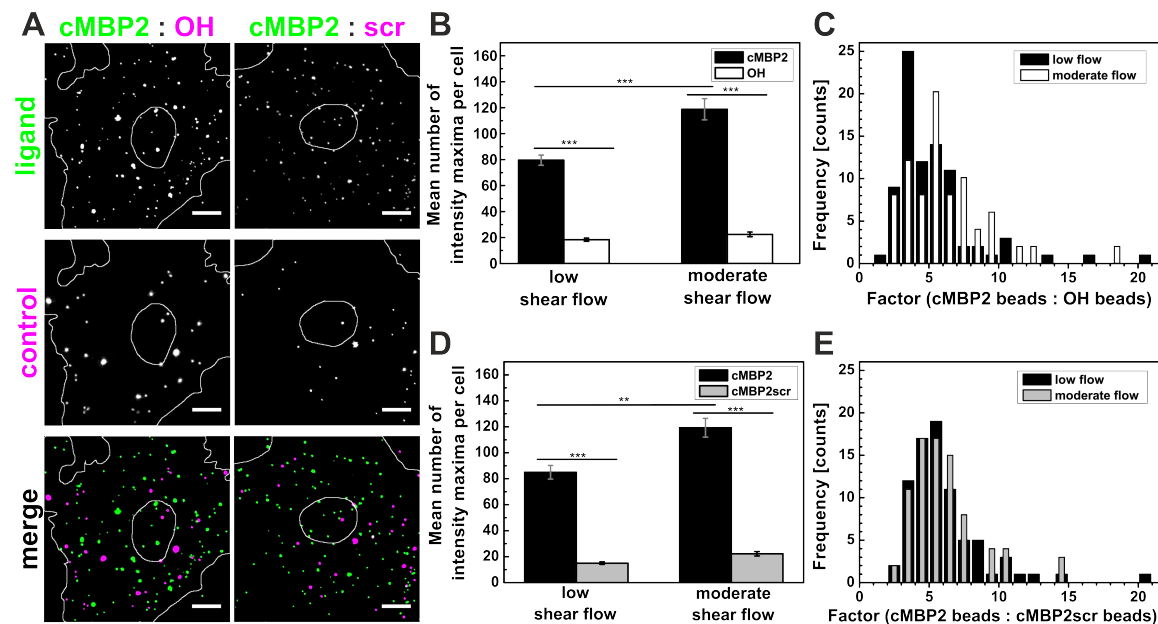 A
cMBP2 : OH
cMBP2 : scr
ligand
control
merge
B
Mean number of
intensity maxima per cell
160
140
120
100
80
60
40
20
0
cMBP2
OH
***
***
***
low
shear flow
moderate
shear flow
C
Frequency [counts]
25
20
15
10
5
0
low flow
moderate flow
0
5
10
15
20
Factor (cMBP2 beads : OH beads)
D
Mean number of
intensity maxima per cell
160
140
120
100
80
60
40
20
0
cMBP2
cMBP2scr
**
***
***
low
shear flow
moderate
shear flow
E
Frequency [counts]
25
20
15
10
5
0
low flow
moderate flow
0
5
10
15
20
Factor (cMBP2 beads : cMBP2scr beads)